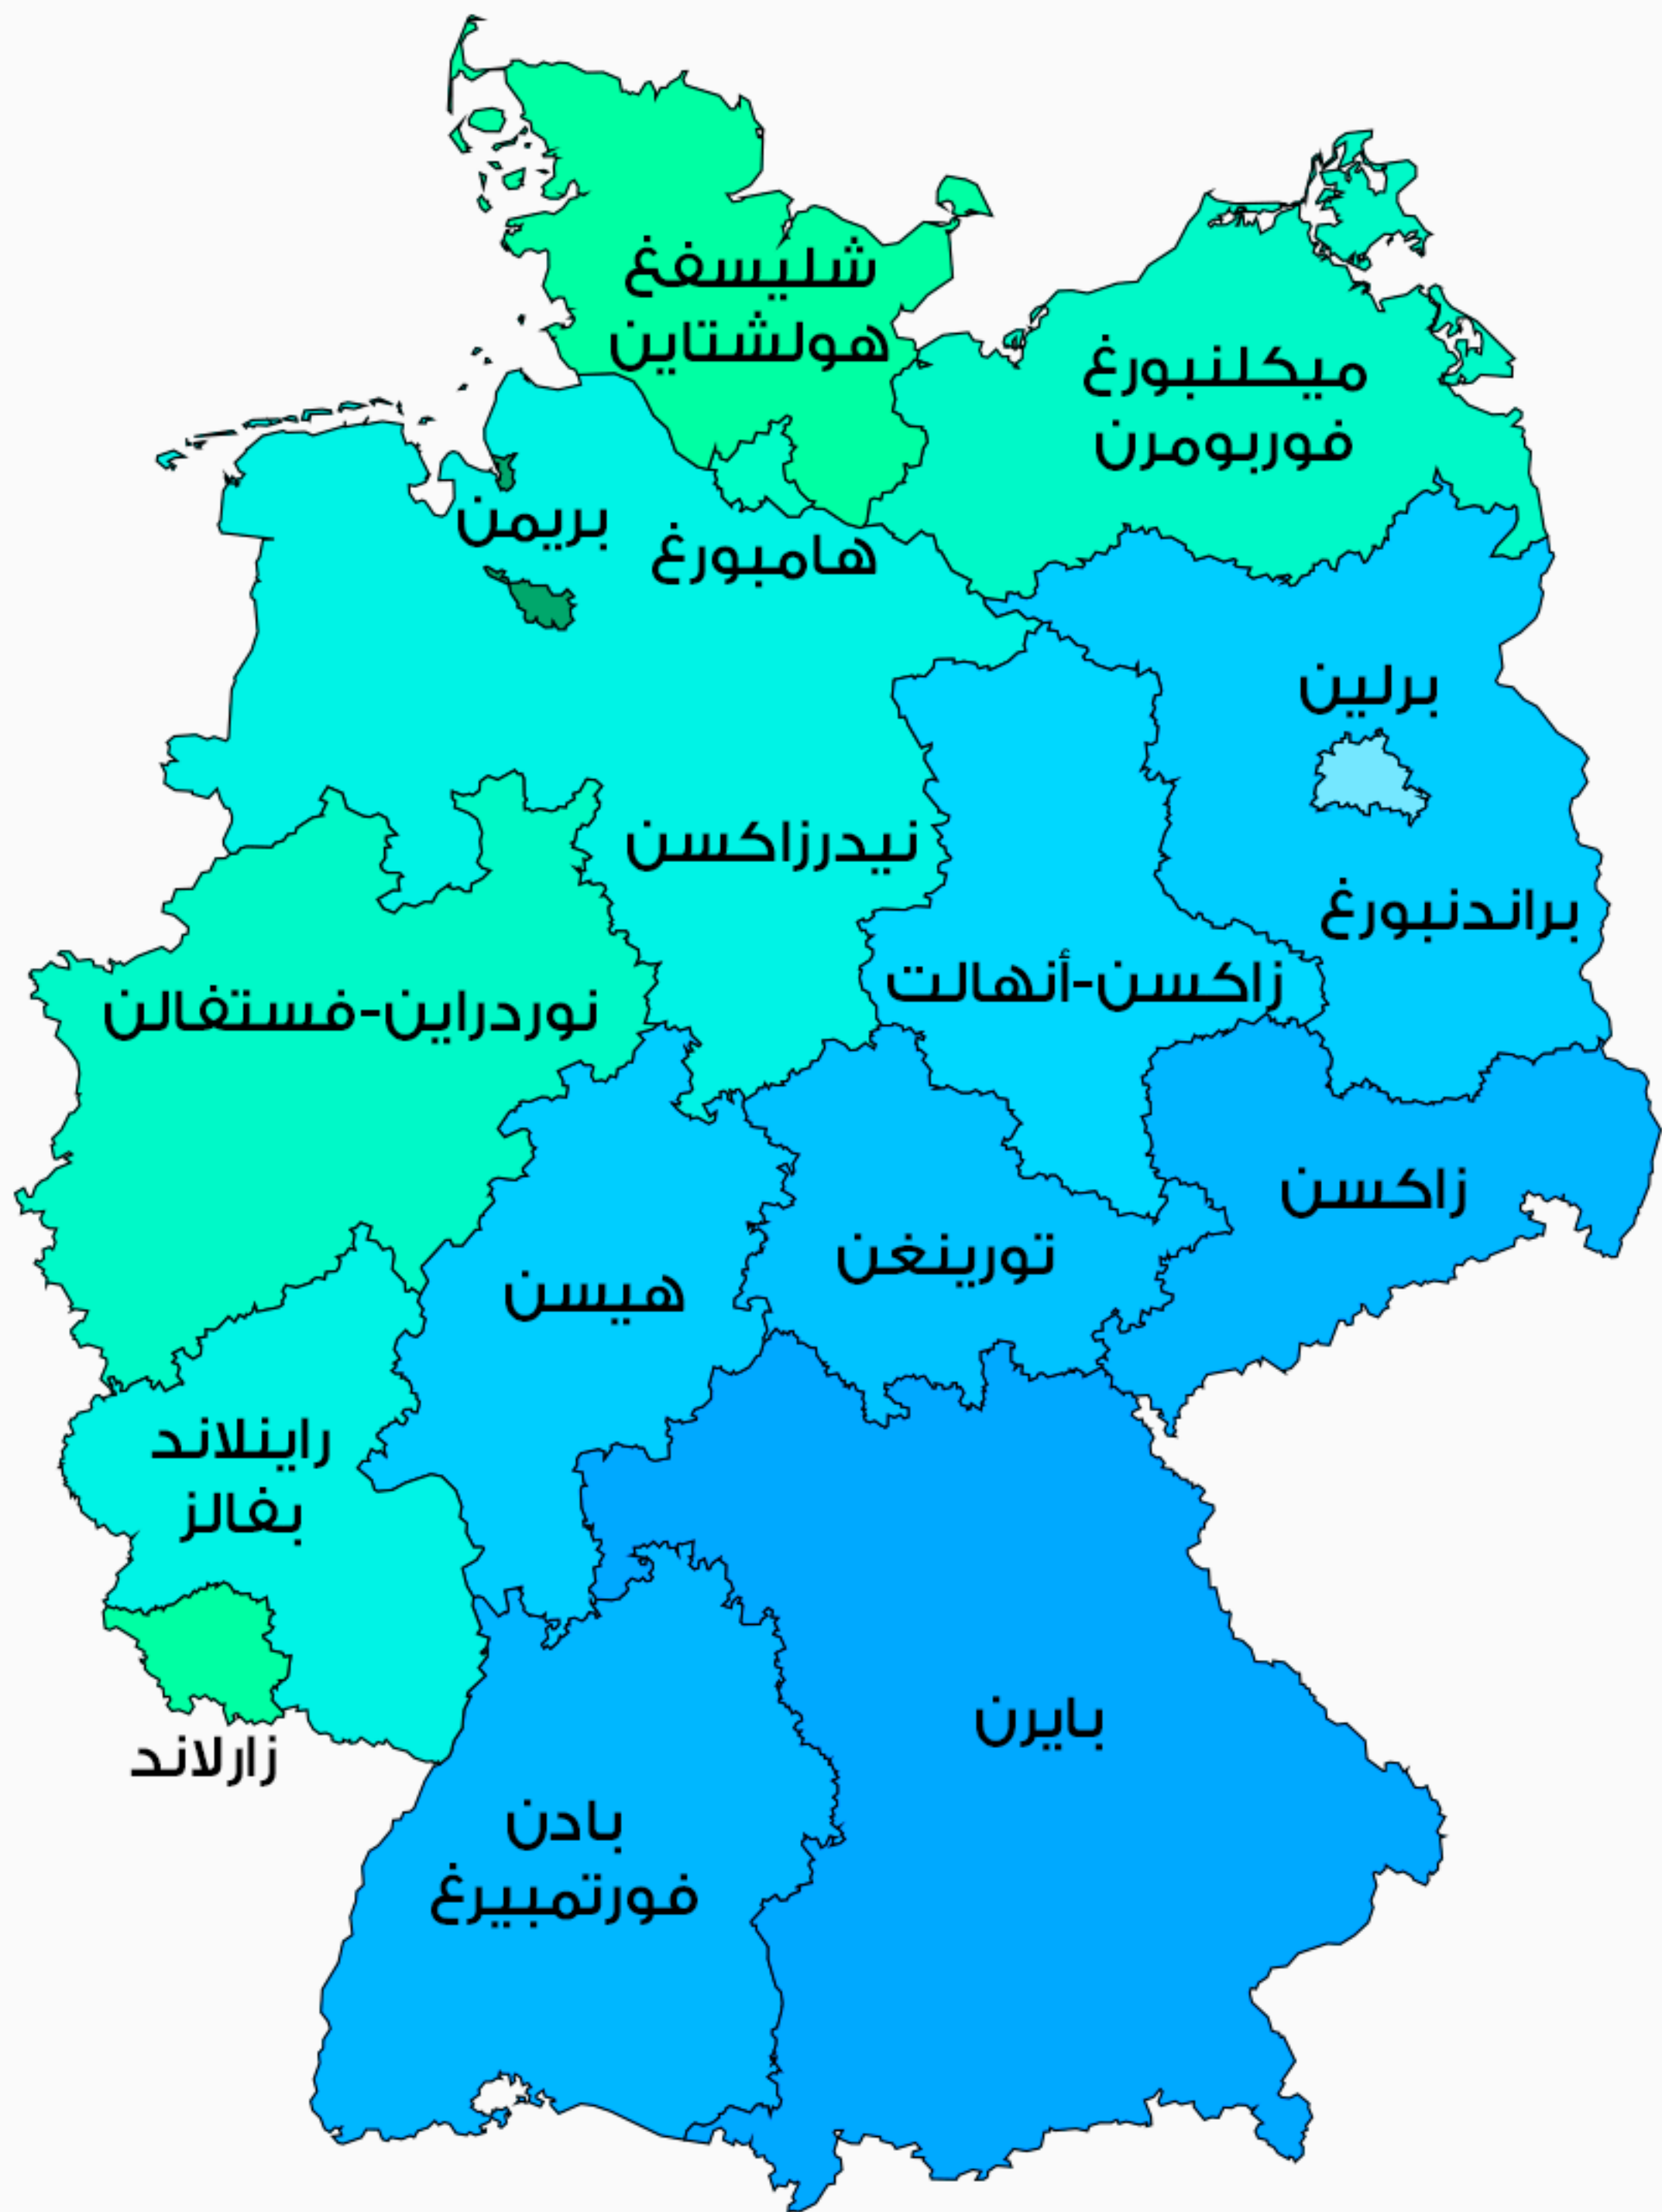 شليسفغ
هولشتاين
ميكلنبورغ
فوربومرن
بريمن
هامبورغ
برلين
نيدرزاكسن
براندنبورغ
زاكسن-أنهالت
نوردراين-فستفالن
زاكسن
تورينغن
هيسن
راينلاند
بفالز
بايرن
زارلاند
بادن
فورتمبيرغ